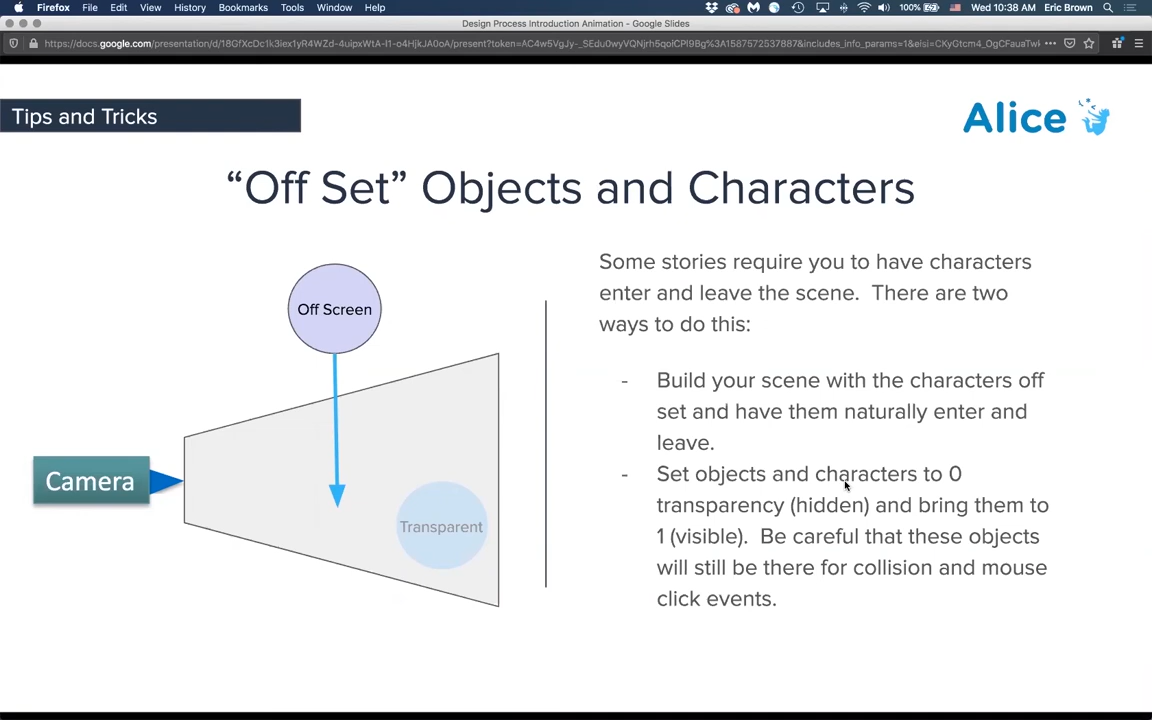 Firefox File Edit View History Bookmarks Tools Window Help 100% Wed 10:38 AM Eric Brown
Design Process Introduction Animation - Google Slides
Tips and Tricks
Alice
“Off Set” Objects and Characters
Some stories require you to have characters
enter and leave the scene. There are two
ways to do this:
- Build your scene with the characters off
set and have them naturally enter and
leave.
- Set objects and characters to 0
transparency (hidden) and bring them to
1 (visible). Be careful that these objects
will still be there for collision and mouse
click events.
Off Screen
Camera
Transparent